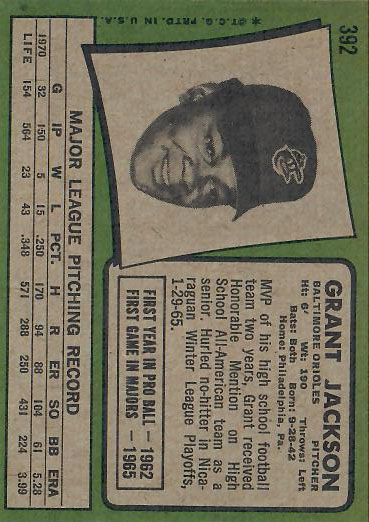 392
*©T.C.G. PRTD. IN U.S.A.
GRANT JACKSON
BALTIMORE ORIOLES PITCHER
Ht: 6' Wt: 190 Throws: Left
Bats: Both Born: 9-28-42
Home: Philadelphia, Pa.
MVP of his high school football
team two years, Grant received
Honorable Mention on High
School All-American team as a
senior. Hurled no-hitter in Nica-
raguan Winter League Playoffs,
1-29-65.
FIRST YEAR IN PRO BALL — 1962
FIRST GAME IN MAJORS — 1965
MAJOR LEAGUE PITCHING RECORD
G IP W L PCT. H R ER SO BB ERA
1970 32 150 5 15 .250 170 94 88 104 61 5.28
LIFE 154 564 23 43 .348 571 288 250 431 224 3.99